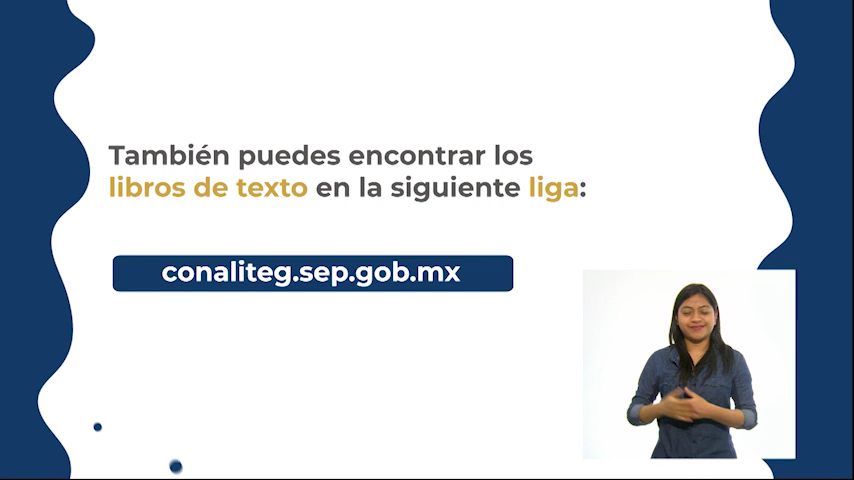 También puedes encontrar los
libros de texto en la siguiente liga:
conaliteg.sep.gob.mx